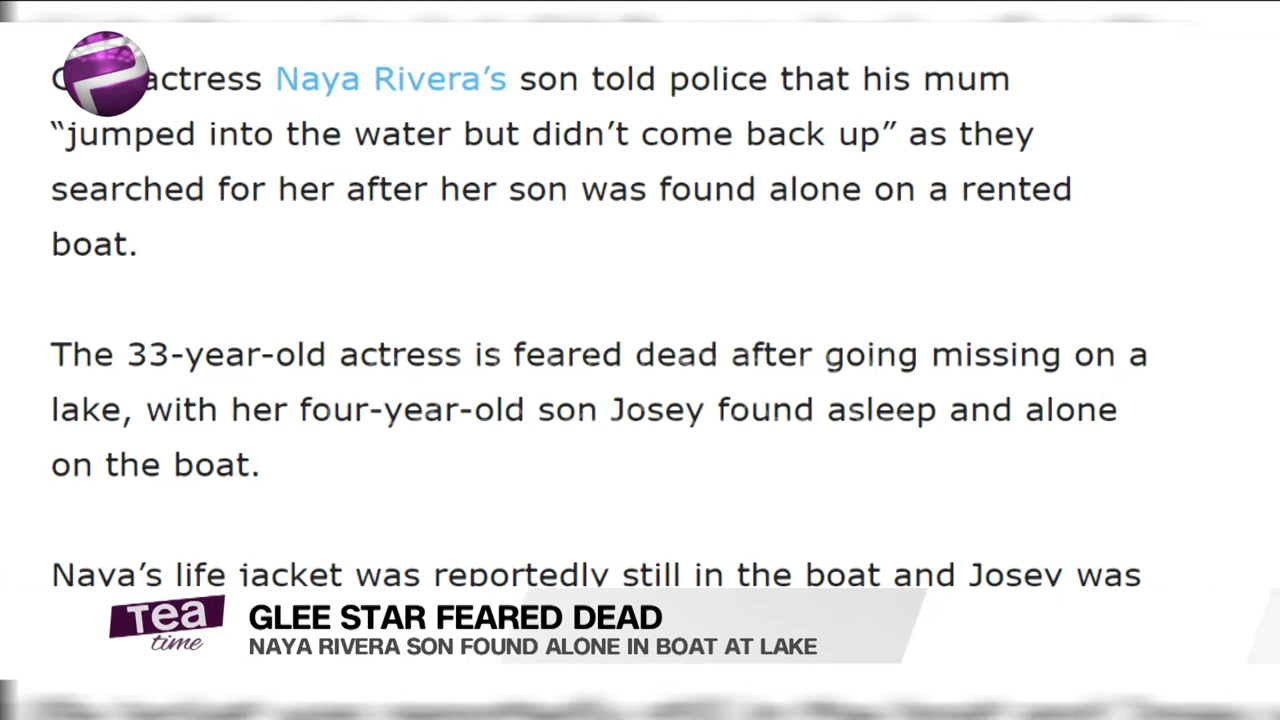 actress Naya Rivera’s son told police that his mum
“jumped into the water but didn’t come back up” as they
searched for her after her son was found alone on a rented
boat.
The 33-year-old actress is feared dead after going missing on a
lake, with her four-year-old son Josey found asleep and alone
on the boat.
Naya’s life jacket was reportedly still in the boat and Josey was
Tea
time
GLEE STAR FEARED DEAD
NAYA RIVERA SON FOUND ALONE IN BOAT AT LAKE